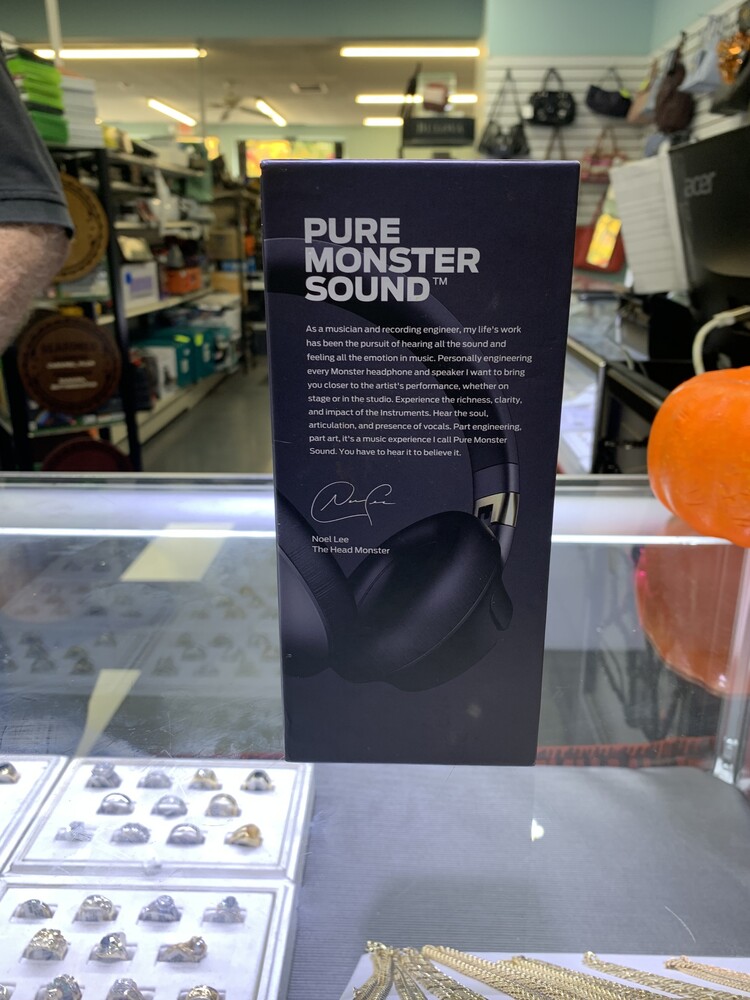 PURE
MONSTER
SOUND™
As a musician and recording engineer, my life's work
has been the pursuit of hearing all the sound and
feeling all the emotion in music. Personally engineering
every Monster headphone and speaker I want to bring
you closer to the artist's performance, whether on
stage or in the studio. Experience the richness, clarity,
and impact of the Instruments. Hear the soul,
articulation, and presence of vocals. Part engineering,
part art, it's a music experience I call Pure Monster
Sound. You have to hear it to believe it.
Noel Lee
Noel Lee
The Head Monster
acer